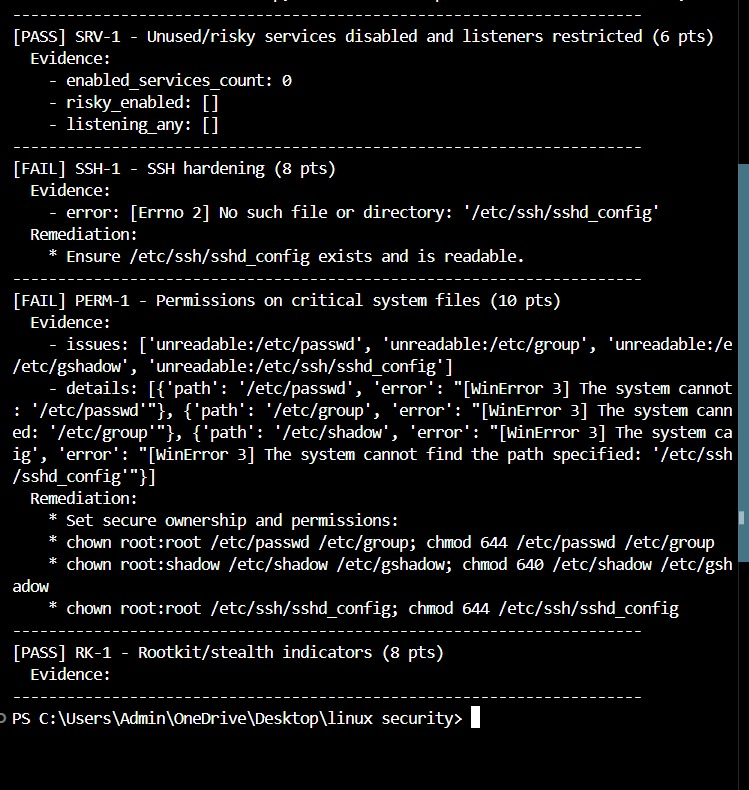 ----------------------------------------------------------------------
[PASS] SRV-1 - Unused/risky services disabled and listeners restricted (6 pts)
  Evidence:
    - enabled_services_count: 0
    - risky_enabled: []
    - listening_any: []
----------------------------------------------------------------------
[FAIL] SSH-1 - SSH hardening (8 pts)
  Evidence:
    - error: [Errno 2] No such file or directory: '/etc/ssh/sshd_config'
  Remediation:
    * Ensure /etc/ssh/sshd_config exists and is readable.
----------------------------------------------------------------------
[FAIL] PERM-1 - Permissions on critical system files (10 pts)
  Evidence:
    - issues: ['unreadable:/etc/passwd', 'unreadable:/etc/group', 'unreadable:/e
/etc/gshadow', 'unreadable:/etc/ssh/sshd_config']
    - details: [{'path': '/etc/passwd', 'error': "[WinError 3] The system cannot
: '/etc/passwd'"}, {'path': '/etc/group', 'error': "[WinError 3] The system cann
ed: '/etc/group'"}, {'path': '/etc/shadow', 'error': "[WinError 3] The system ca
ig', 'error': "[WinError 3] The system cannot find the path specified: '/etc/ssh
/sshd_config'"}]
  Remediation:
    * Set secure ownership and permissions:
    * chown root:root /etc/passwd /etc/group; chmod 644 /etc/passwd /etc/group
    * chown root:shadow /etc/shadow /etc/gshadow; chmod 640 /etc/shadow /etc/gsh
adow
    * chown root:root /etc/ssh/sshd_config; chmod 644 /etc/ssh/sshd_config
----------------------------------------------------------------------
[PASS] RK-1 - Rootkit/stealth indicators (8 pts)
  Evidence:
----------------------------------------------------------------------
PS C:\Users\Admin\OneDrive\Desktop\linux security>